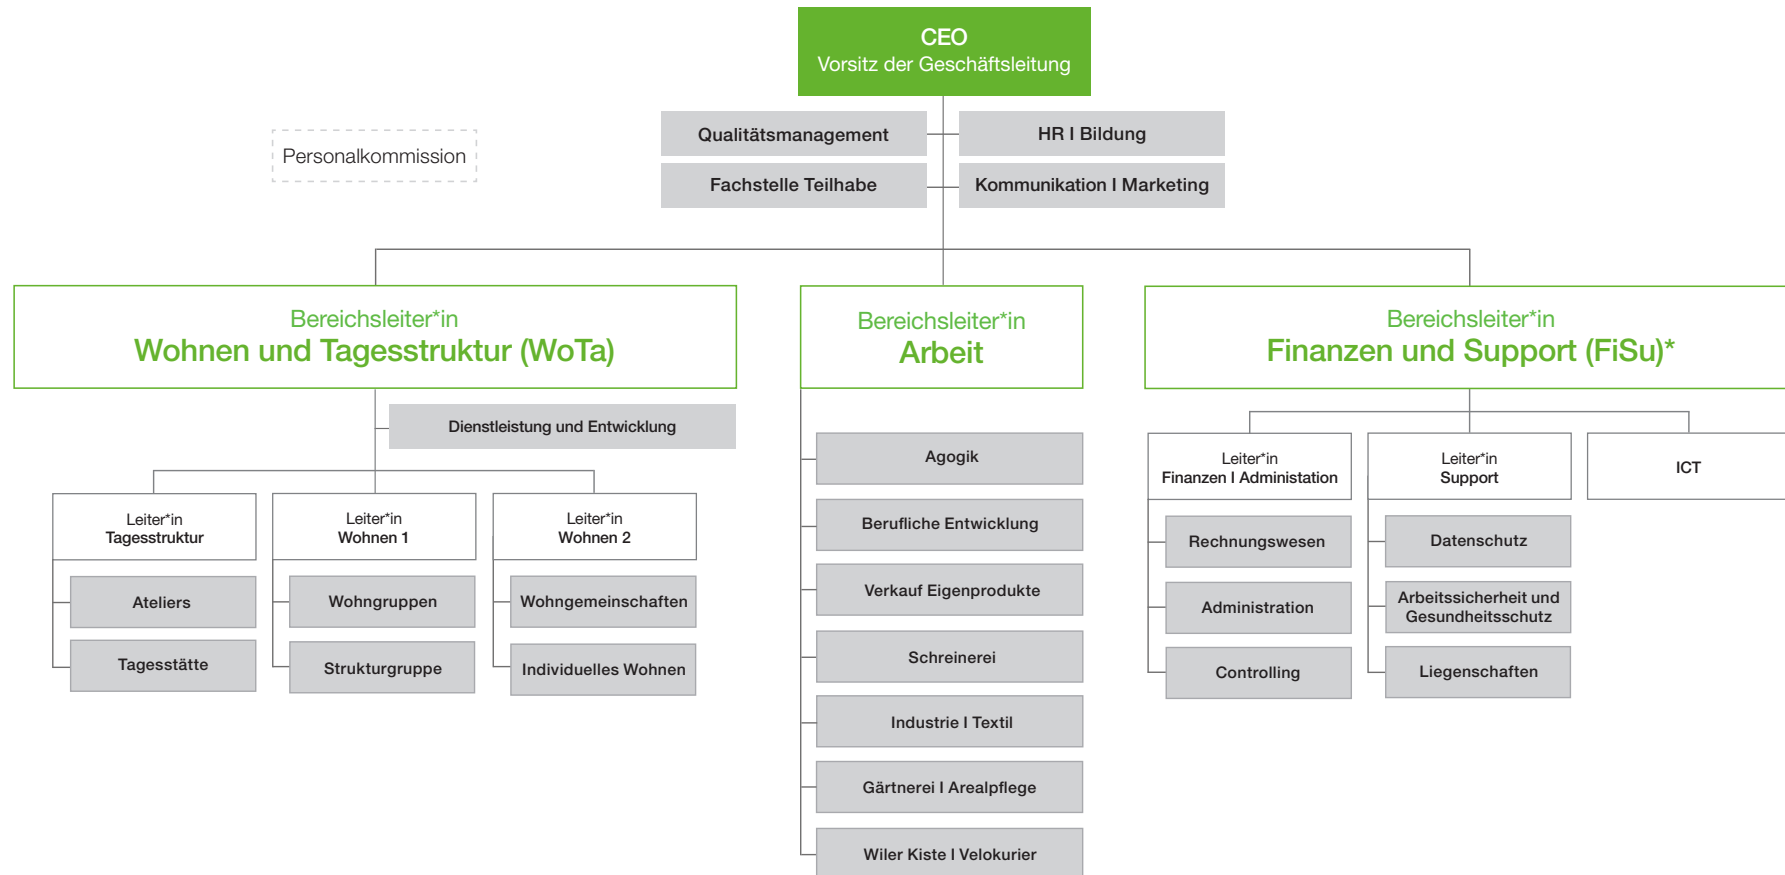 CEO
Vorsitz der Geschäftsleitung
Qualitätsmanagement
HR I Bildung
Personalkommission
Fachstelle Teilhabe
Kommunikation I Marketing
Bereichsleiter*in
Wohnen und Tagesstruktur (WoTa)
Bereichsleiter*in
Arbeit
Bereichsleiter*in
Finanzen und Support (FiSu)*
Dienstleistung und Entwicklung
Leiter*in
Tagesstruktur
Leiter*in
Wohnen 1
Leiter*in
Wohnen 2
Ateliers
Tagesstätte
Wohngruppen
Strukturgruppe
Wohngemeinschaften
Individuelles Wohnen
Agogik
Berufliche Entwicklung
Verkauf Eigenprodukte
Schreinerei
Industrie I Textil
Gärtnerei I Arealpflege
Wiler Kiste I Velokurier
Leiter*in
Finanzen I Administation
Leiter*in
Support
ICT
Rechnungswesen
Administration
Controlling
Datenschutz
Arbeitssicherheit und
Gesundheitsschutz
Liegenschaften